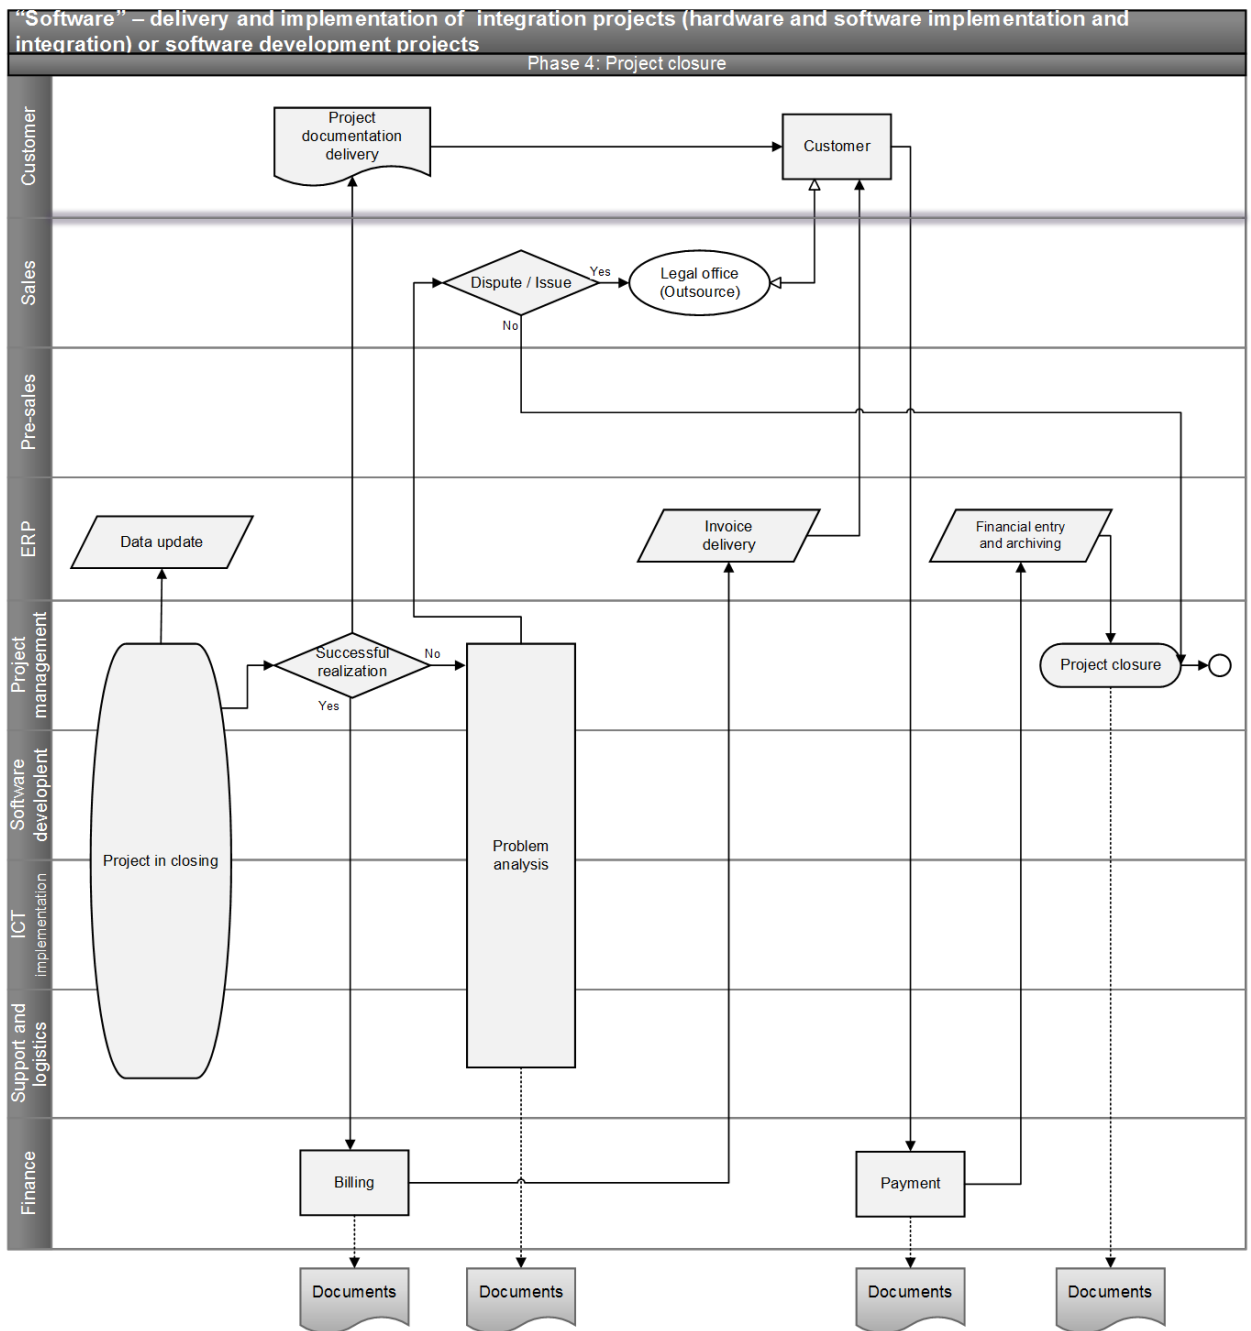 “Software” – delivery and implementation of integration projects (hardware and software implementation and
integration) or software development projects
Phase 4: Project closure
Customer
Project
documentation
delivery
Customer
Sales
Dispute / Issue
Yes
No
Legal office
(Outsource)
Pre-sales
ERP
Data update
Invoice
delivery
Financial entry
and archiving
Project
management
Successful
realization
No
Yes
Project closure
Software
developlent
Project in closing
Problem
analysis
ICT
implementation
Support and
logistics
Finance
Billing
Payment
Documents
Documents
Documents
Documents